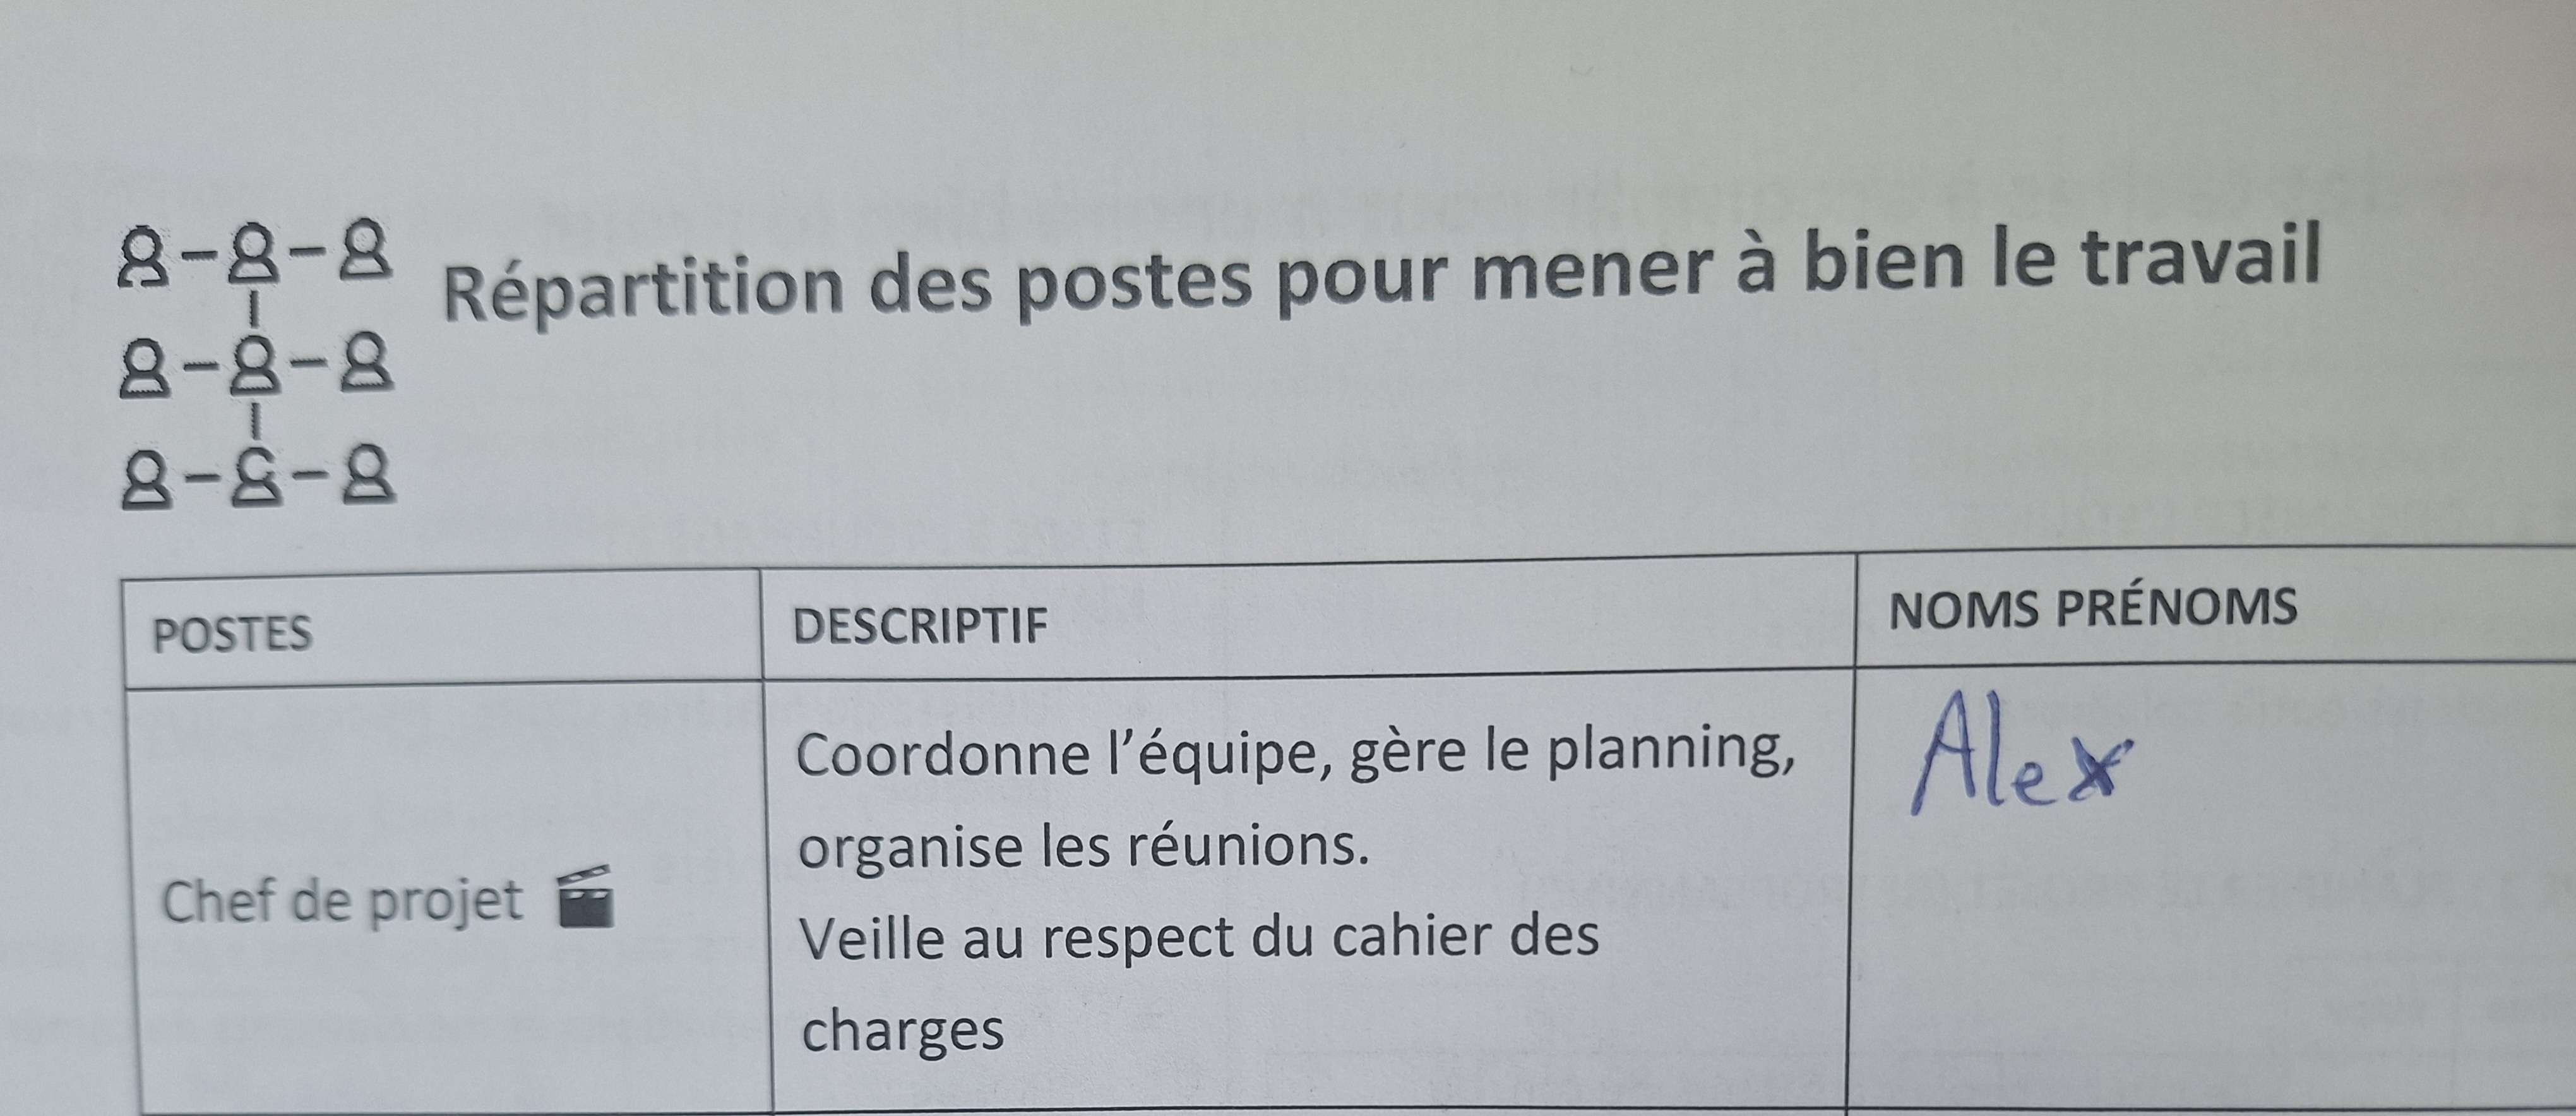 Répartition des postes pour mener à bien le travail
POSTES
DESCRIPTIF
NOMS PRÉNOMS
Chef de projet
Coordonne l’équipe, gère le planning,
organise les réunions.
Veille au respect du cahier des
charges
Alex